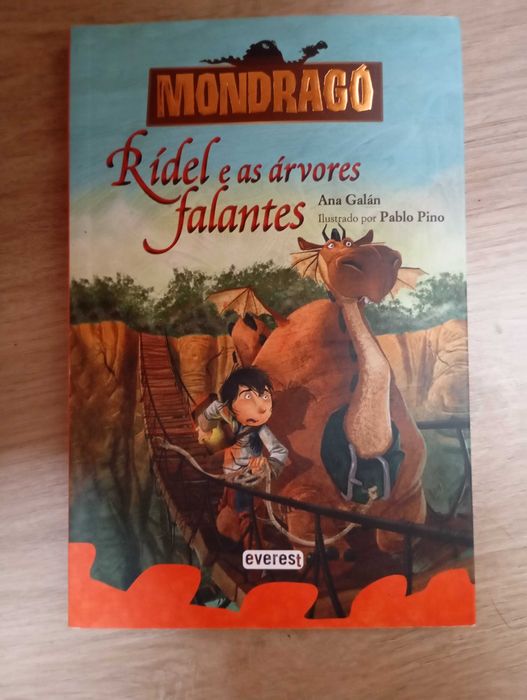 MONDRAGÓ
Rídel e as árvores
falantes
Ana Galán
Ilustrado por Pablo Pino
everest